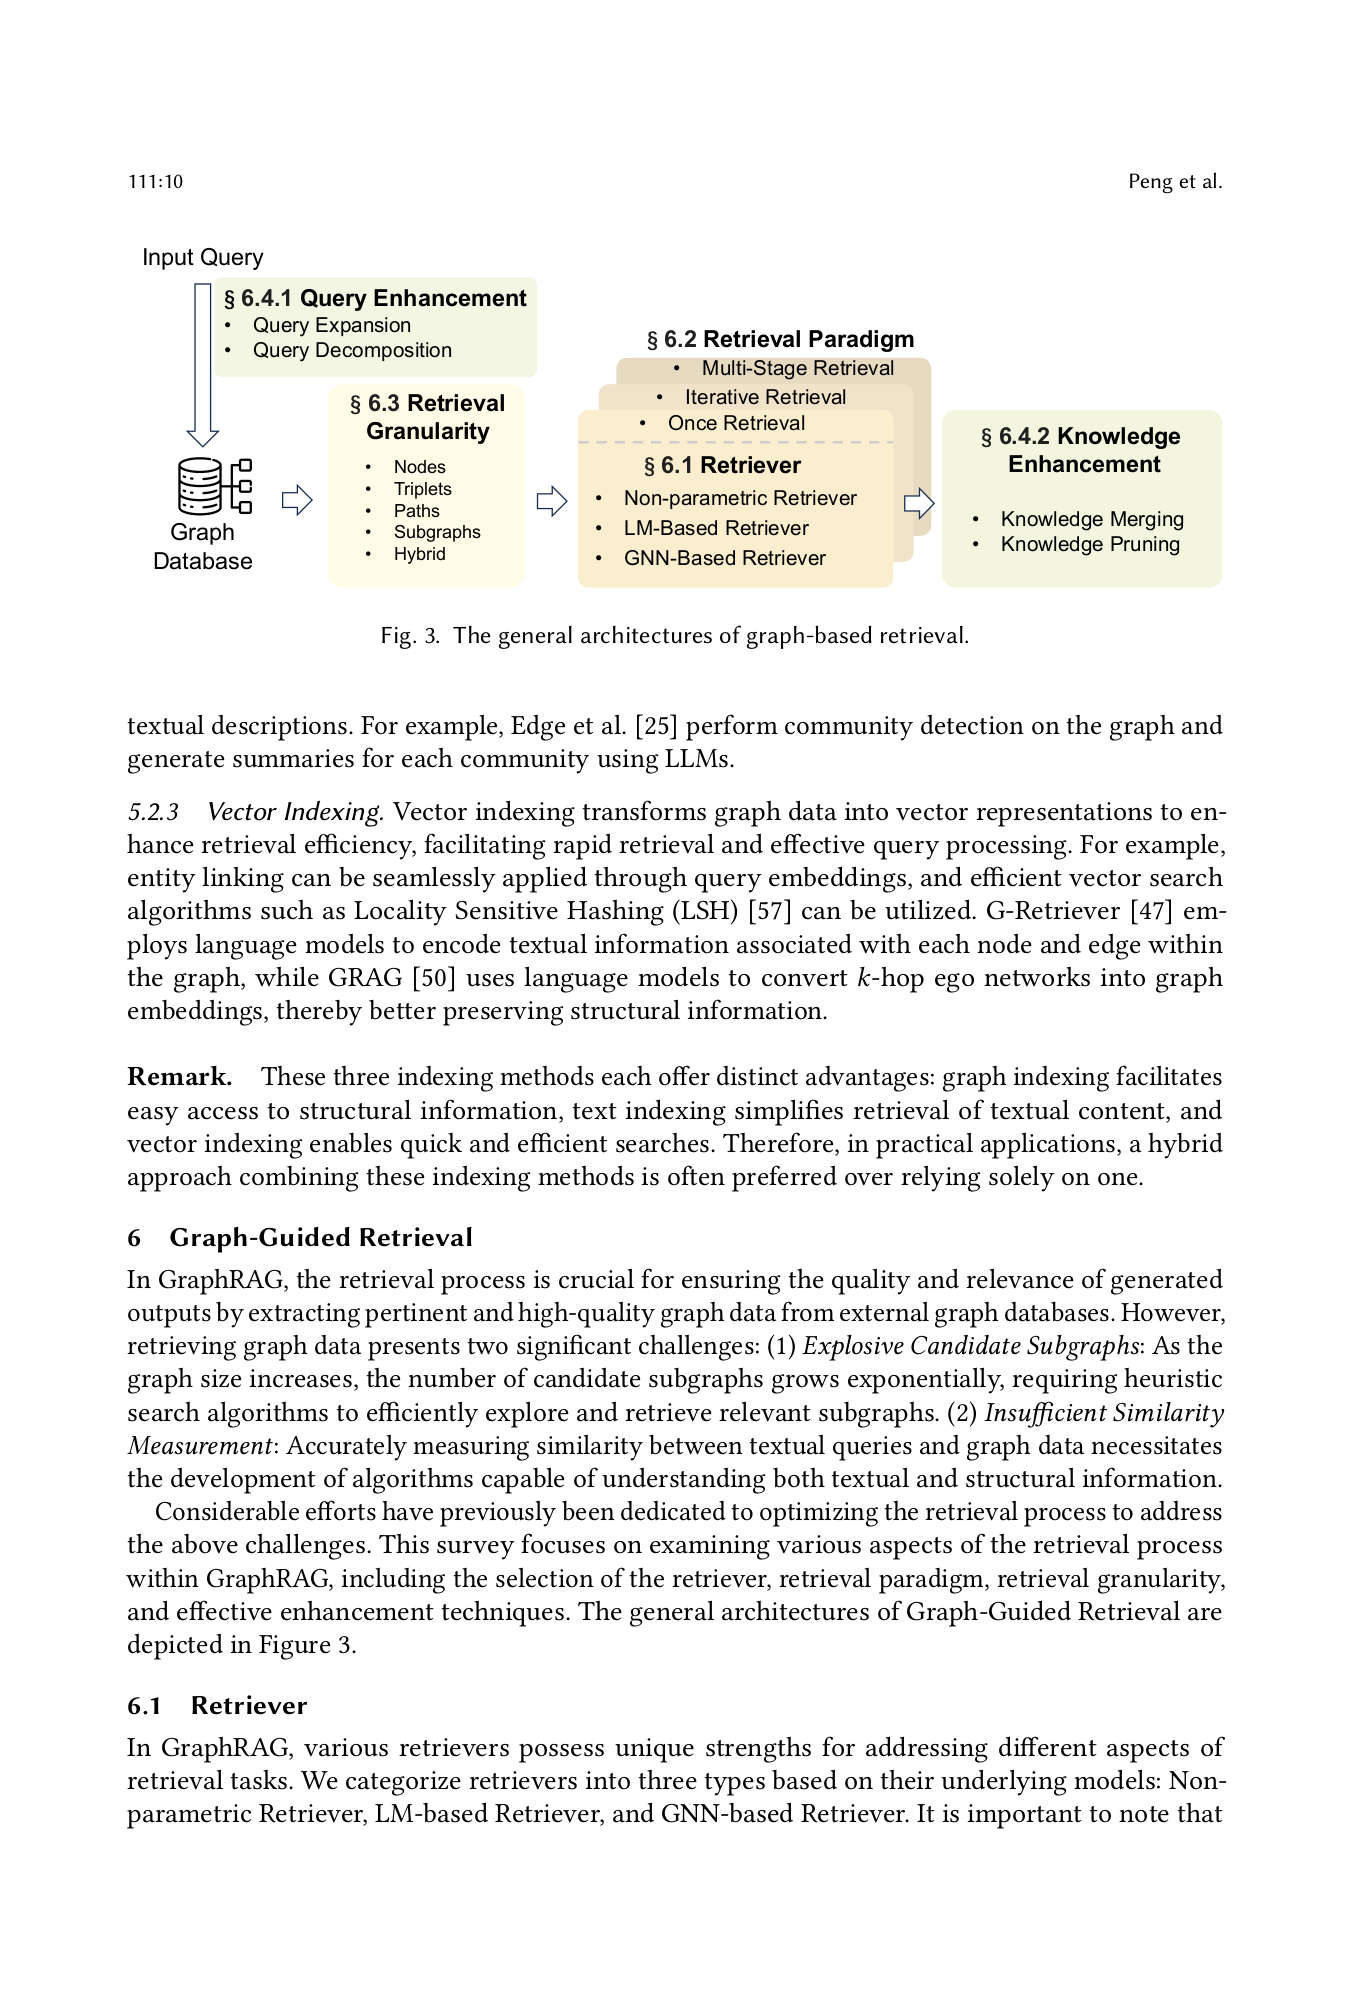 111:10
Peng et al.
Input Query
§ 6.4.1 Query Enhancement
• Query Expansion
• Query Decomposition
Graph
Database
§ 6.3 Retrieval
Granularity
• Nodes
• Triplets
• Paths
• Subgraphs
• Hybrid
§ 6.2 Retrieval Paradigm
• Multi-Stage Retrieval
• Iterative Retrieval
• Once Retrieval
§ 6.1 Retriever
• Non-parametric Retriever
• LM-Based Retriever
• GNN-Based Retriever
§ 6.4.2 Knowledge
Enhancement
• Knowledge Merging
• Knowledge Pruning
Fig. 3. The general architectures of graph-based retrieval.
textual descriptions. For example, Edge et al. [25] perform community detection on the graph and
generate summaries for each community using LLMs.
5.2.3 Vector Indexing. Vector indexing transforms graph data into vector representations to en-
hance retrieval efficiency, facilitating rapid retrieval and effective query processing. For example,
entity linking can be seamlessly applied through query embeddings, and efficient vector search
algorithms such as Locality Sensitive Hashing (LSH) [57] can be utilized. G-Retriever [47] em-
ploys language models to encode textual information associated with each node and edge within
the graph, while GRAG [50] uses language models to convert k-hop ego networks into graph
embeddings, thereby better preserving structural information.
Remark. These three indexing methods each offer distinct advantages: graph indexing facilitates
easy access to structural information, text indexing simplifies retrieval of textual content, and
vector indexing enables quick and efficient searches. Therefore, in practical applications, a hybrid
approach combining these indexing methods is often preferred over relying solely on one.
6 Graph-Guided Retrieval
In GraphRAG, the retrieval process is crucial for ensuring the quality and relevance of generated
outputs by extracting pertinent and high-quality graph data from external graph databases. However,
retrieving graph data presents two significant challenges: (1) Explosive Candidate Subgraphs: As the
graph size increases, the number of candidate subgraphs grows exponentially, requiring heuristic
search algorithms to efficiently explore and retrieve relevant subgraphs. (2) Insufficient Similarity
Measurement: Accurately measuring similarity between textual queries and graph data necessitates
the development of algorithms capable of understanding both textual and structural information.
Considerable efforts have previously been dedicated to optimizing the retrieval process to address
the above challenges. This survey focuses on examining various aspects of the retrieval process
within GraphRAG, including the selection of the retriever, retrieval paradigm, retrieval granularity,
and effective enhancement techniques. The general architectures of Graph-Guided Retrieval are
depicted in Figure 3.
6.1 Retriever
In GraphRAG, various retrievers possess unique strengths for addressing different aspects of
retrieval tasks. We categorize retrievers into three types based on their underlying models: Non-
parametric Retriever, LM-based Retriever, and GNN-based Retriever. It is important to note that